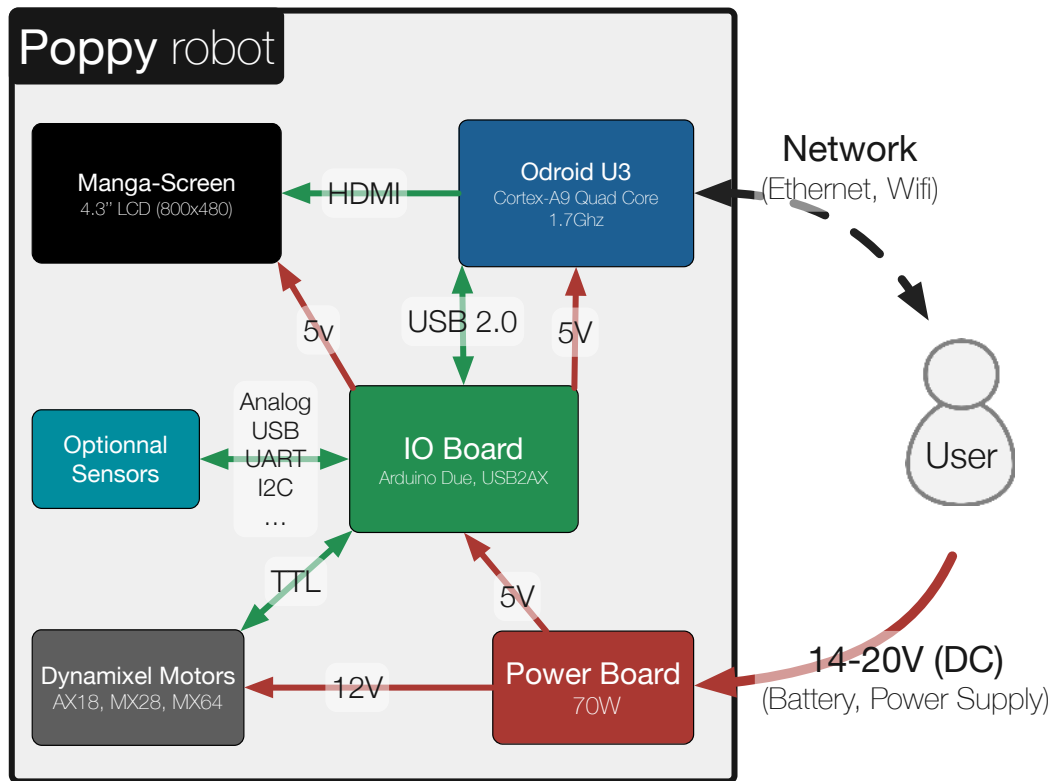 Poppy robot
Manga-Screen
4.3’’ LCD (800x480)
HDMI
Odroid U3
Cortex-A9 Quad Core
1.7Ghz
Network
(Ethernet, Wifi)
5v
USB 2.0
5V
Optionnal
Sensors
Analog
USB
UART
I2C
...
IO Board
Arduino Due, USB2AX
User
TTL
5V
Dynamixel Motors
AX18, MX28, MX64
12V
Power Board
70W
14-20V (DC)
(Battery, Power Supply)